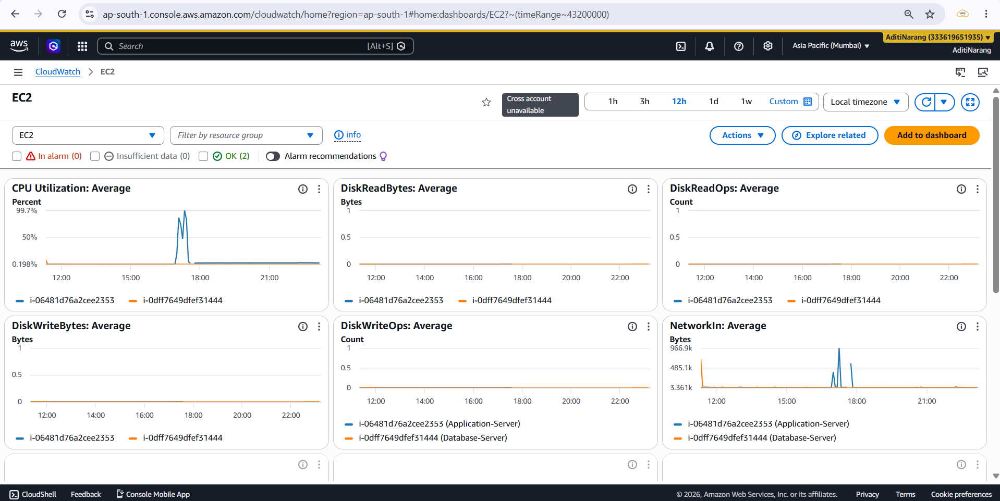 ap-south-1.console.aws.amazon.com/cloudwatch/home?region=ap-south-1#home:dashboards/EC2?~(timeRange~43200000)
aws
Search [Alt+S]
Asia Pacific (Mumbai)
AditiNarang (333619651935)
AditiNarang
CloudWatch EC2
EC2
Cross account
unavailable
1h 3h 12h 1d 1w Custom
Local timezone
EC2
Filter by resource group
info
Actions
Explore related
Add to dashboard
In alarm (0)
Insufficient data (0)
OK (2)
Alarm recommendations
CPU Utilization: Average
Percent
99.7%
50%
0.198%
12:00 15:00 18:00 21:00
i-06481d76a2cee2353 i-0dff7649dfef31444
DiskReadBytes: Average
Bytes
1
0.5
0
12:00 14:00 16:00 18:00 20:00 22:00
i-06481d76a2cee2353 i-0dff7649dfef31444
DiskReadOps: Average
Count
1
0.5
0
12:00 14:00 16:00 18:00 20:00 22:00
i-06481d76a2cee2353 i-0dff7649dfef31444
DiskWriteBytes: Average
Bytes
1
0.5
0
12:00 14:00 16:00 18:00 20:00 22:00
i-06481d76a2cee2353 i-0dff7649dfef31444
DiskWriteOps: Average
Count
1
0.5
0
12:00 14:00 16:00 18:00 20:00 22:00
i-06481d76a2cee2353 (Application-Server)
i-0dff7649dfef31444 (Database-Server)
NetworkIn: Average
Bytes
966.9k
485.1k
3.361k
12:00 15:00 18:00 21:00
i-06481d76a2cee2353 (Application-Server)
i-0dff7649dfef31444 (Database-Server)
CloudShell Feedback Console Mobile App
© 2026, Amazon Web Services, Inc. or its affiliates. Privacy Terms Cookie preferences